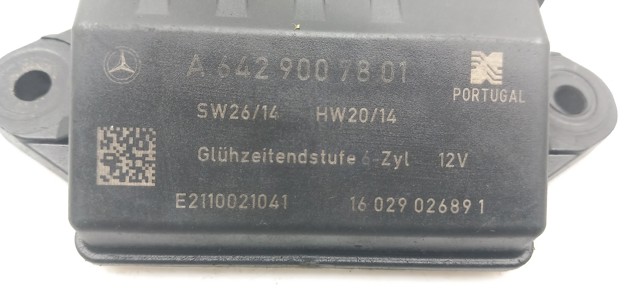 A 642 900 78 01
PORTUGAL
SW26/14 HW20/14
Glühzeitendstufe 6-Zyl 12V
E2110021041 16 029 02689 1